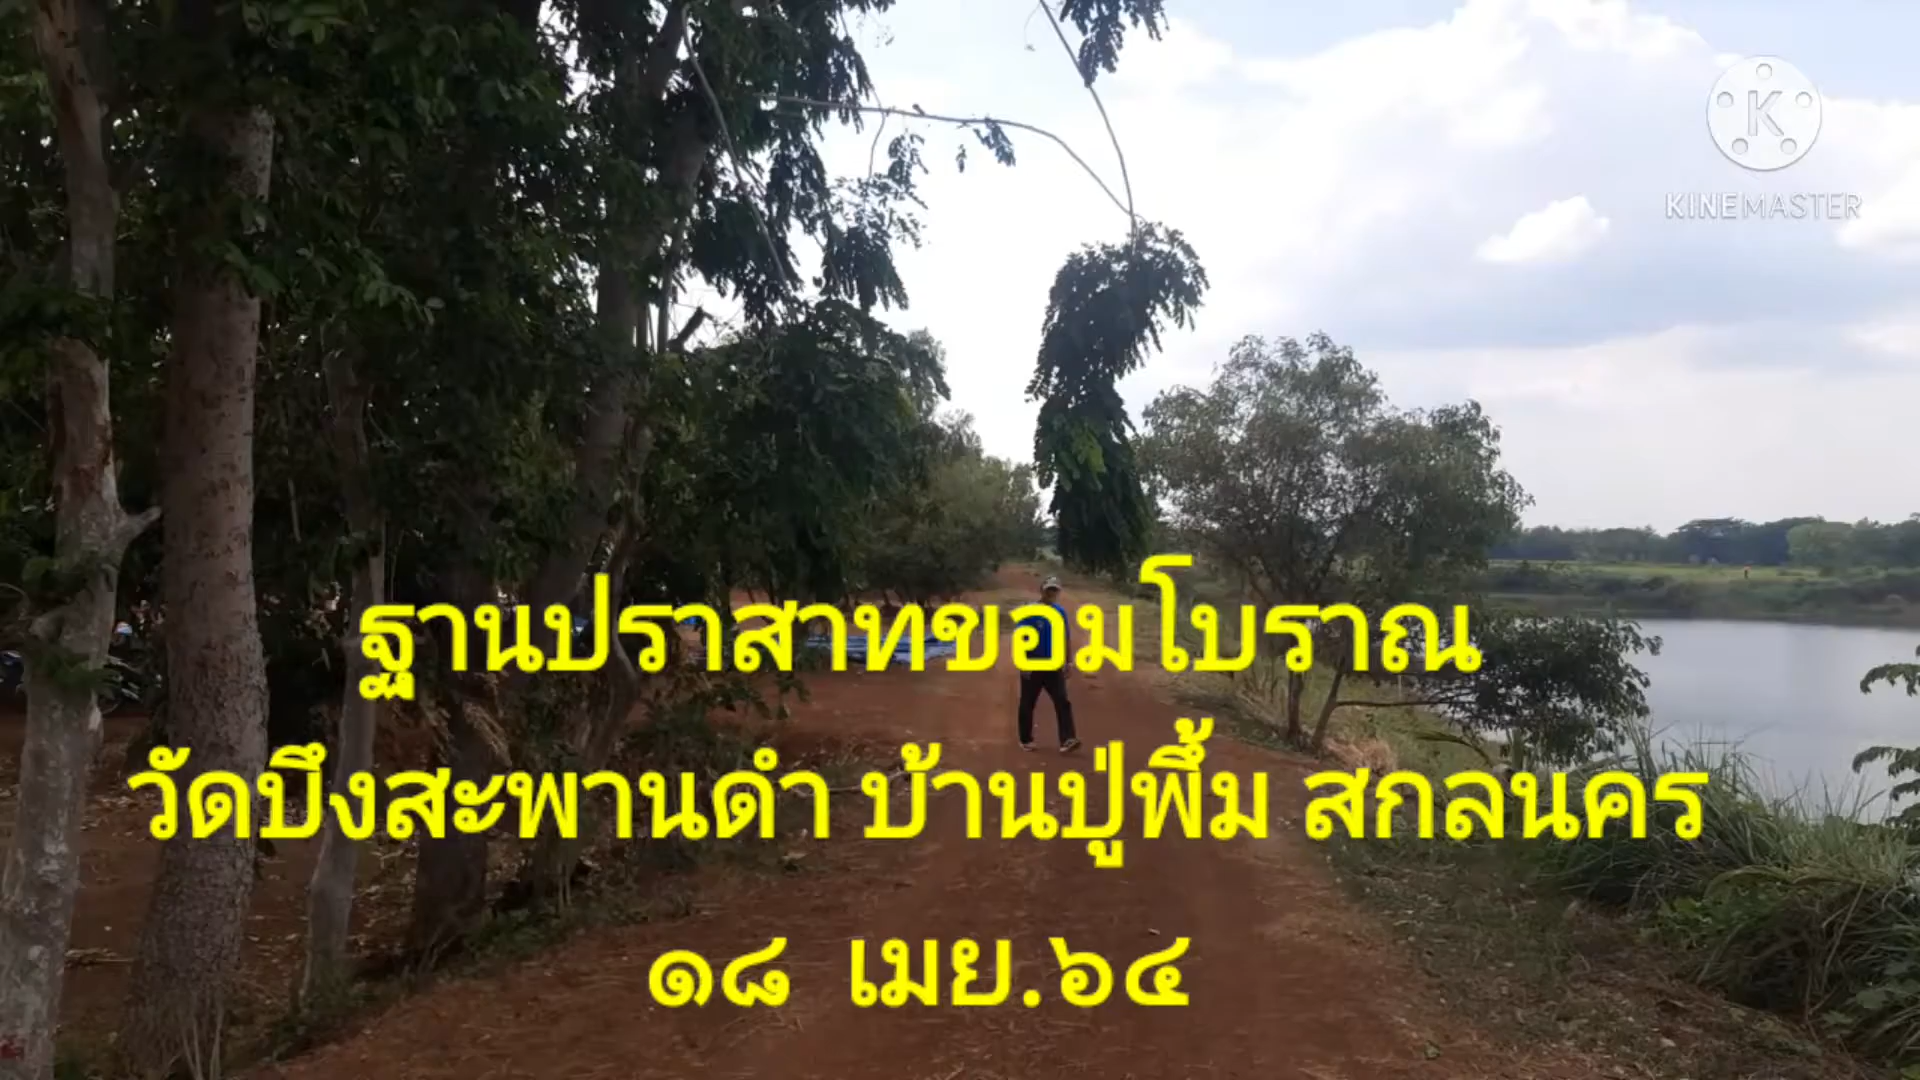 KINEMASTER
ฐานปราสาทขอมโบราณ
วัดบึงสะพานดำ บ้านปู่พึ้ม สกลนคร
๑๘ เมย.๖๔